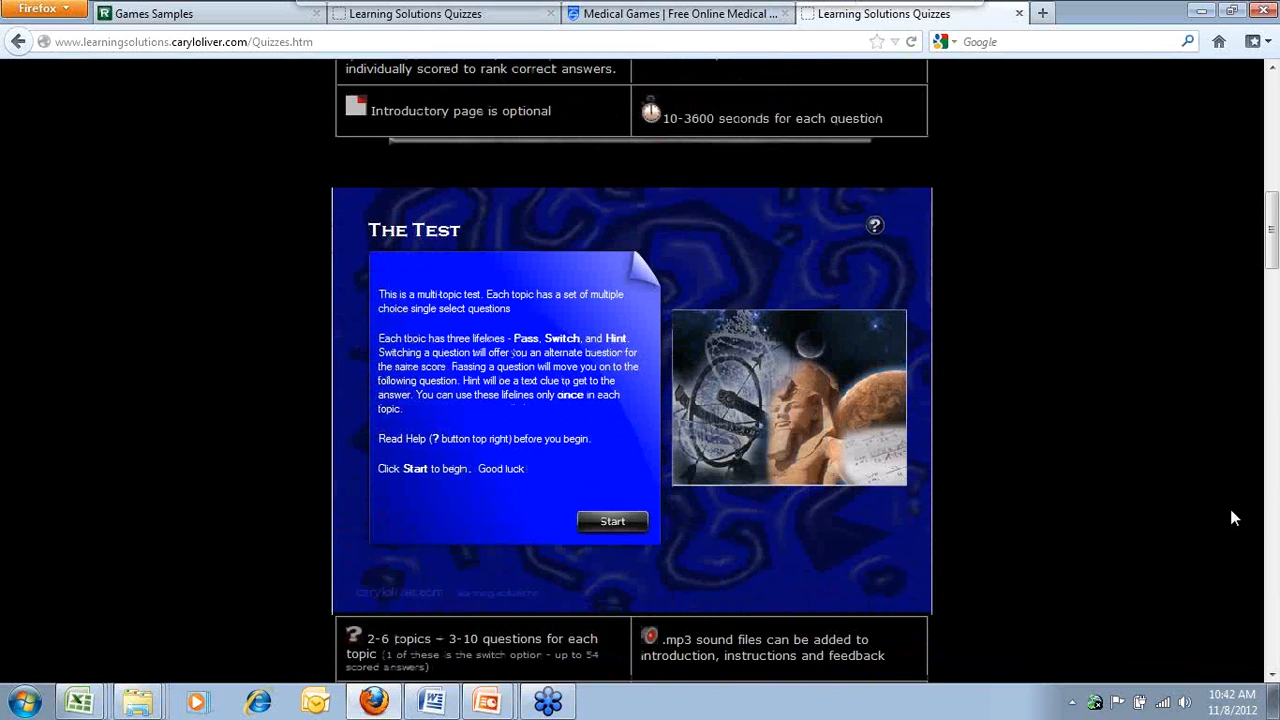 Firefox
Games Samples
Learning Solutions Quizzes
Medical Games | Free Online Medical ...
Learning Solutions Quizzes
www.learningsolutions.caryloliver.com/Quizzes.htm
Google
individually scored to rank correct answers.
Introductory page is optional
10-3600 seconds for each question
THE TEST
?
This is a multi-topic test. Each topic has a set of multiple
choice single select questions
Each topic has three lifelines - Pass, Switch, and Hint.
Switching a question will offer you an alternate question for
the same score. Passing a question will move you on to the
following question. Hint will be a text clue to get to the
answer. You can use these lifelines only once in each
topic.
Read Help (? button top right) before you begin.
Click Start to begin. Good luck
Start
caryloliver.com learning solutions
2-6 topics – 3-10 questions for each
topic (1 of these is the switch option - up to 54
scored answers)
.mp3 sound files can be added to
introduction, instructions and feedback
10:42 AM
11/8/2012